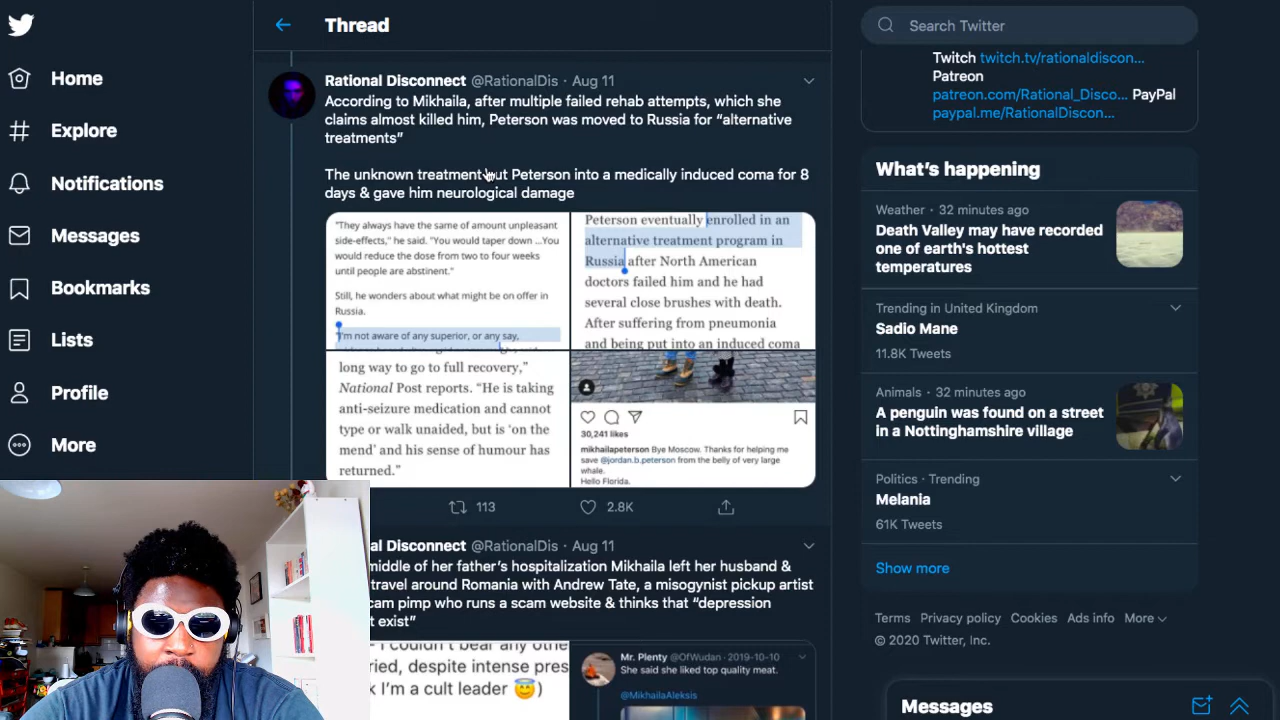 Home
Explore
Notifications
Messages
Bookmarks
Lists
Profile
More
Thread
Rational Disconnect @RationalDis · Aug 11
According to Mikhaila, after multiple failed rehab attempts, which she
claims almost killed him, Peterson was moved to Russia for “alternative
treatments”
The unknown treatment put Peterson into a medically induced coma for 8
days & gave him neurological damage
"They always have the same of amount unpleasant
side-effects," he said. "You would taper down ...You
would reduce the dose from two to four weeks
until people are abstinent."
Still, he wonders about what might be on offer in
Russia.
"I'm not aware of any superior, or any say,
Peterson eventually enrolled in an
alternative treatment program in
Russia after North American
doctors failed him and he had
several close brushes with death.
After suffering from pneumonia
and being put into an induced coma
long way to go to full recovery,”
National Post reports. “He is taking
anti-seizure medication and cannot
type or walk unaided, but is ‘on the
mend’ and his sense of humour has
returned.”
30,241 likes
mikhailapeterson Bye Moscow. Thanks for helping me
save @jordan.b.peterson from the belly of very large
whale.
Hello Florida.
113
2.8K
al Disconnect @RationalDis · Aug 11
middle of her father’s hospitalization Mikhaila left her husband &
travel around Romania with Andrew Tate, a misogynist pickup artist
cam pimp who runs a scam website & thinks that “depression
t exist”
I couldn't bear any othe
ried, despite intense pres
k I'm a cult leader
Mr. Plenty @OfWudan · 2019-10-10
She said she liked top quality meat.
@MikhailaAleksis
Search Twitter
Twitch twitch.tv/rationaldiscon...
Patreon
patreon.com/Rational_Disco... PayPal
paypal.me/RationalDiscon...
What’s happening
Weather · 32 minutes ago
Death Valley may have recorded
one of earth's hottest
temperatures
Trending in United Kingdom
Sadio Mane
11.8K Tweets
Animals · 32 minutes ago
A penguin was found on a street
in a Nottinghamshire village
Politics · Trending
Melania
61K Tweets
Show more
Terms Privacy policy Cookies Ads info More
© 2020 Twitter, Inc.
Messages